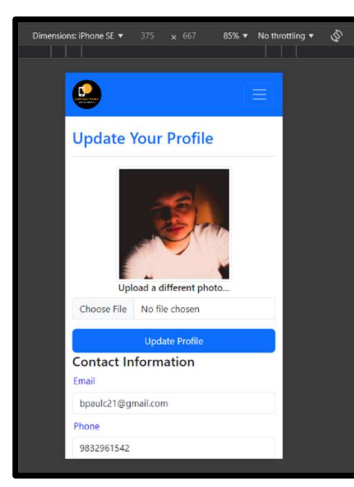 Dimensions: iPhone SE ▼ 375 x 667 85% ▼ No throttling ▼
Update Your Profile
Upload a different photo...
Choose File No file chosen
Update Profile
Contact Information
Email
bpaulc21@gmail.com
Phone
9832961542